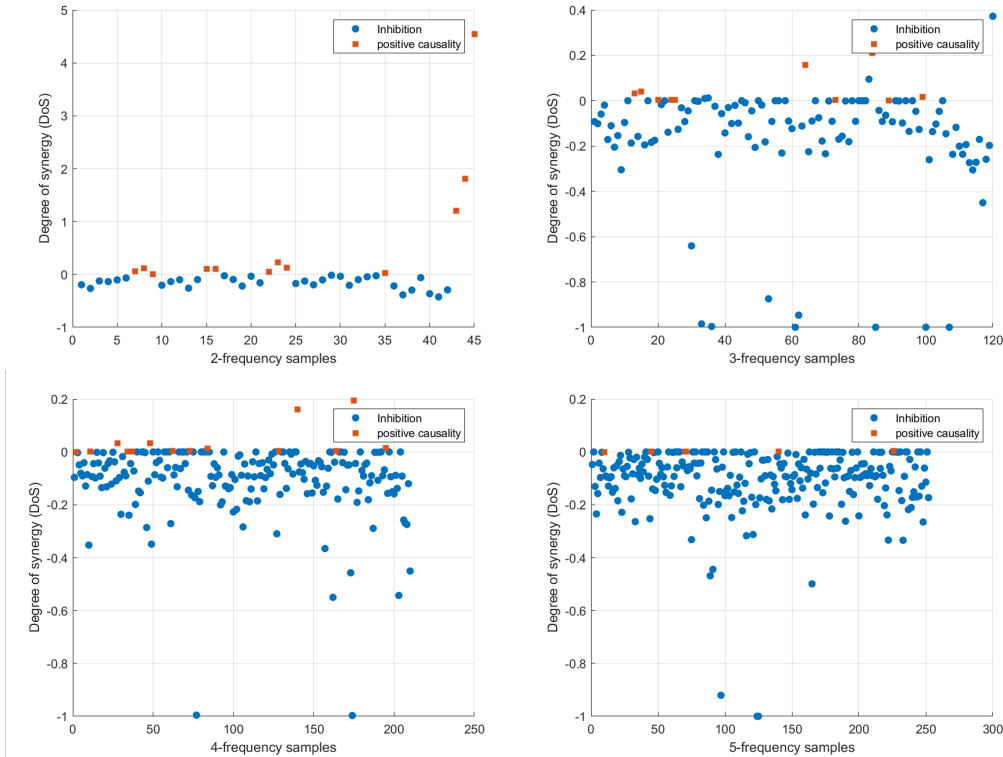 5
4
3
2
1
0
-1
0 5 10 15 20 25 30 35 40 45
Degree of synergy (DoS)
2-frequency samples
Inhibition
positive causality
0.4
0.2
0
-0.2
-0.4
-0.6
-0.8
-1
0 20 40 60 80 100 120
Degree of synergy (DoS)
3-frequency samples
Inhibition
positive causality
0.2
0
-0.2
-0.4
-0.6
-0.8
-1
0 50 100 150 200 250
Degree of synergy (DoS)
4-frequency samples
Inhibition
positive causality
0.2
0
-0.2
-0.4
-0.6
-0.8
-1
0 50 100 150 200 250 300
Degree of synergy (DoS)
5-frequency samples
Inhibition
positive causality